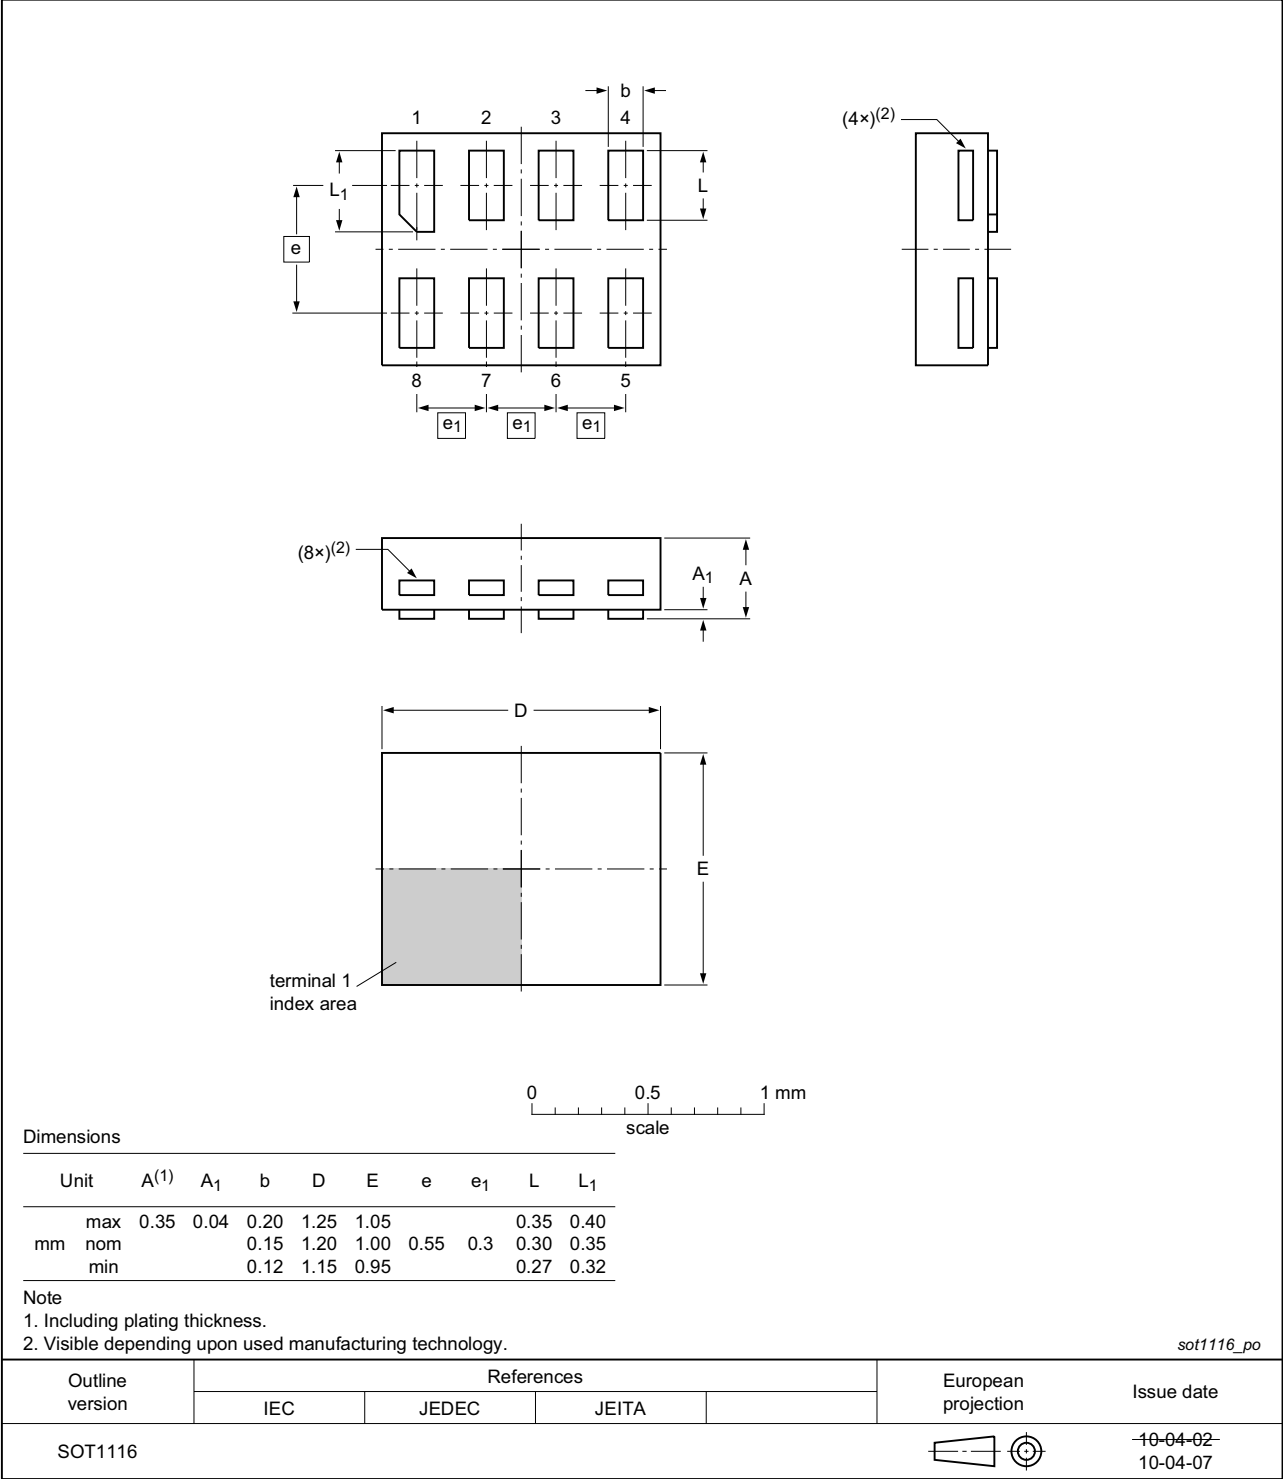 b
1 2 3 4
(4×)(2)
L1
L
e
8 7 6 5
e1 e1 e1
(8×)(2)
A1 A
D
E
terminal 1
index area
0 0.5 1 mm
scale
Dimensions
Unit A(1) A1 b D E e e1 L L1
max 0.35 0.04 0.20 1.25 1.05 0.35 0.40
mm nom 0.15 1.20 1.00 0.55 0.3 0.30 0.35
min 0.12 1.15 0.95 0.27 0.32
Note
1. Including plating thickness.
2. Visible depending upon used manufacturing technology.
sot1116_po
Outline
version
References
IEC JEDEC JEITA
European
projection
Issue date
SOT1116
10-04-02
10-04-07